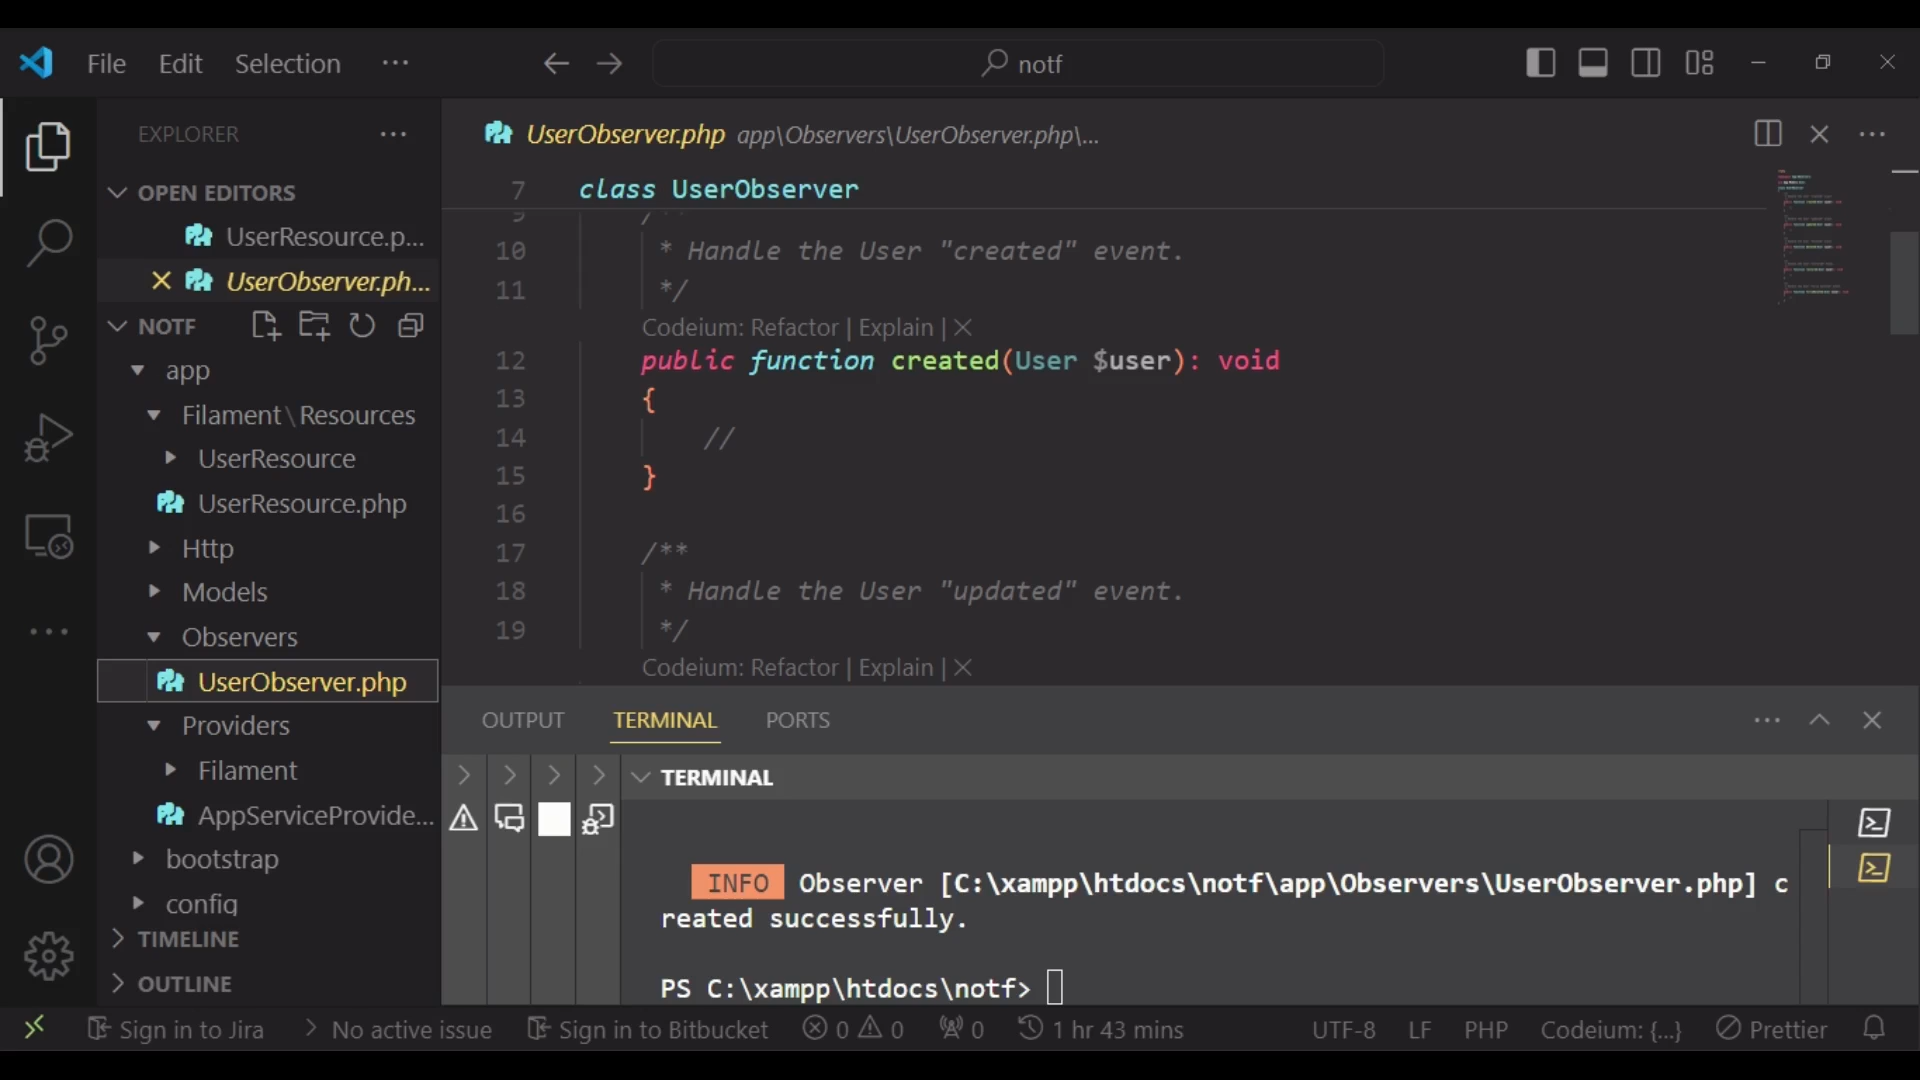 File Edit Selection ···
notf
EXPLORER
OPEN EDITORS
UserResource.p...
UserObserver.ph...
NOTF
app
Filament\Resources
UserResource
UserResource.php
Http
Models
Observers
UserObserver.php
Providers
Filament
AppServiceProvide...
bootstrap
config
TIMELINE
OUTLINE
UserObserver.php app\Observers\UserObserver.php\...
7 class UserObserver
9 /**
10 * Handle the User "created" event.
11 */
Codeium: Refactor | Explain | ×
12 public function created(User $user): void
13 {
14 //
15 }
16
17 /**
18 * Handle the User "updated" event.
19 */
Codeium: Refactor | Explain | ×
OUTPUT TERMINAL PORTS
TERMINAL
INFO Observer [C:\xampp\htdocs\notf\app\Observers\UserObserver.php] c
reated successfully.
PS C:\xampp\htdocs\notf>
Sign in to Jira No active issue Sign in to Bitbucket 0 0 0 1 hr 43 mins UTF-8 LF PHP Codeium: {...} Prettier